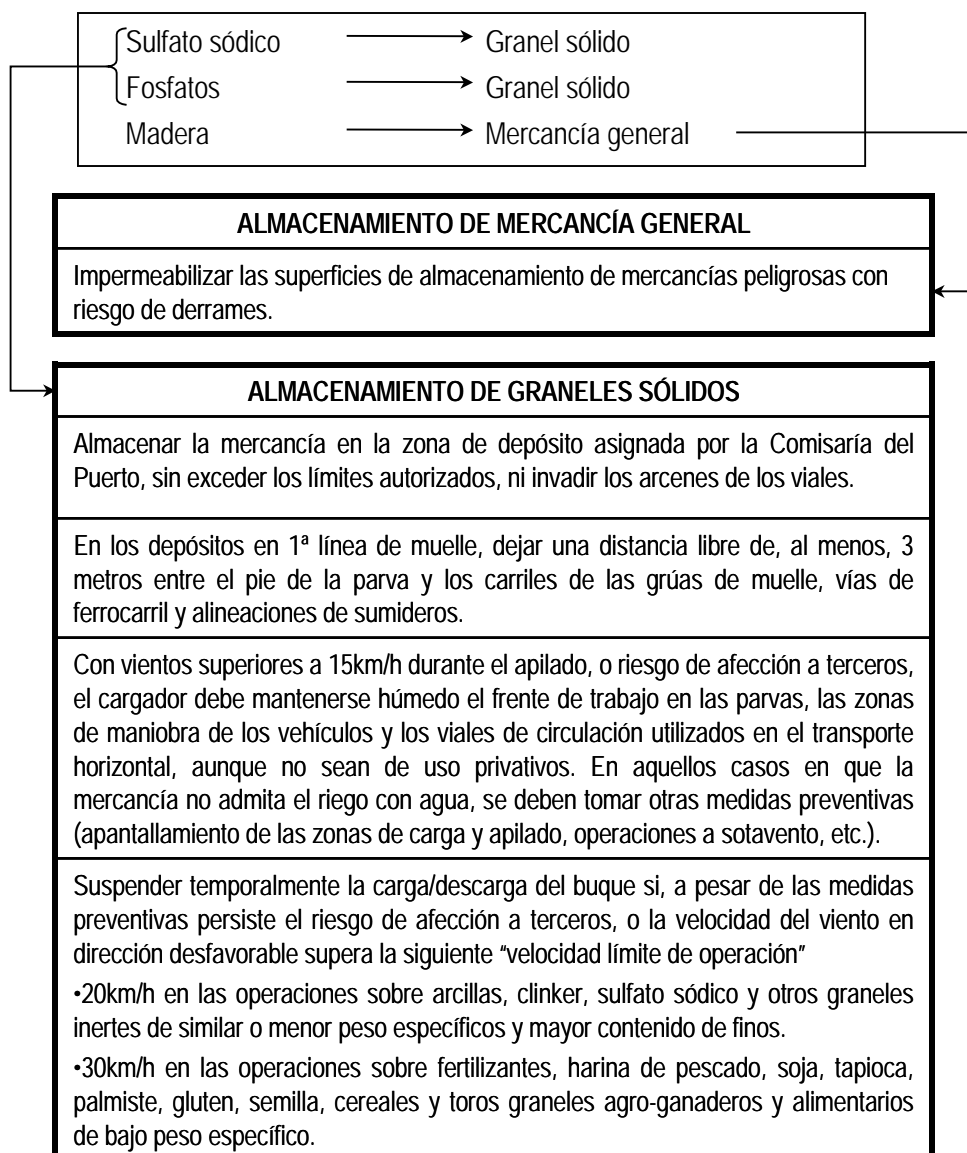 Sulfato sódico Granel sólido
Fosfatos Granel sólido
Madera Mercancía general
ALMACENAMIENTO DE MERCANCÍA GENERAL
Impermeabilizar las superficies de almacenamiento de mercancías peligrosas con
riesgo de derrames.
ALMACENAMIENTO DE GRANELES SÓLIDOS
Almacenar la mercancía en la zona de depósito asignada por la Comisaría del
Puerto, sin exceder los límites autorizados, ni invadir los arcenes de los viales.
En los depósitos en 1ª línea de muelle, dejar una distancia libre de, al menos, 3
metros entre el pie de la parva y los carriles de las grúas de muelle, vías de
ferrocarril y alineaciones de sumideros.
Con vientos superiores a 15km/h durante el apilado, o riesgo de afección a terceros,
el cargador debe mantenerse húmedo el frente de trabajo en las parvas, las zonas
de maniobra de los vehículos y los viales de circulación utilizados en el transporte
horizontal, aunque no sean de uso privativos. En aquellos casos en que la
mercancía no admita el riego con agua, se deben tomar otras medidas preventivas
(apantallamiento de las zonas de carga y apilado, operaciones a sotavento, etc.).
Suspender temporalmente la carga/descarga del buque si, a pesar de las medidas
preventivas persiste el riesgo de afección a terceros, o la velocidad del viento en
dirección desfavorable supera la siguiente "velocidad límite de operación"
•20km/h en las operaciones sobre arcillas, clinker, sulfato sódico y otros graneles
inertes de similar o menor peso específicos y mayor contenido de finos.
•30km/h en las operaciones sobre fertilizantes, harina de pescado, soja, tapioca,
palmiste, gluten, semilla, cereales y toros graneles agro-ganaderos y alimentarios
de bajo peso específico.